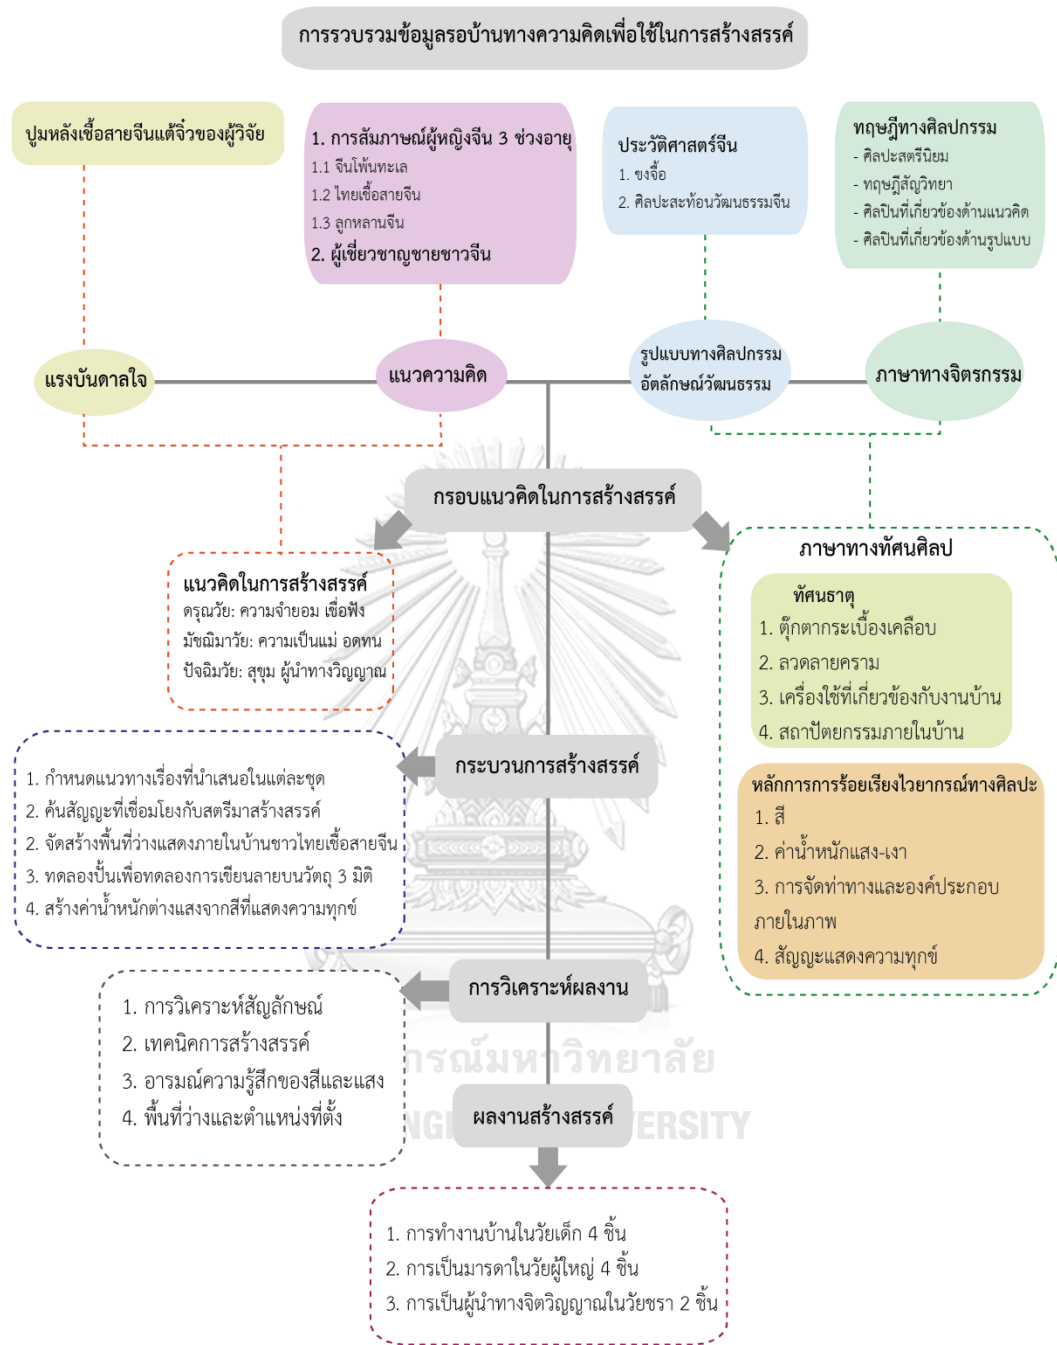 การรวบรวมข้อมูลรอบ้านทางความคิดเพื่อใช้ในการสร้างสรรค์
ปูมหลังเชื้อสายจีนแต้จิ๋วของผู้วิจัย
1. การสัมภาษณ์ผู้หญิงจีน 3 ช่วงอายุ
1.1 จีนโพ้นทะเล
1.2 ไทยเชื้อสายจีน
1.3 ลูกหลานจีน
2. ผู้เชี่ยวชาญชายชาวจีน
ประวัติศาสตร์จีน
1. ขงจื่อ
2. ศิลปะสะท้อนวัฒนธรรมจีน
ทฤษฎีทางศิลปกรรม
- ศิลปะสตรีนิยม
- ทฤษฎีสัญวิทยา
- ศิลปินที่เกี่ยวข้องด้านแนวคิด
- ศิลปินที่เกี่ยวข้องด้านรูปแบบ
แรงบันดาลใจ
แนวความคิด
รูปแบบทางศิลปกรรม
อัตลักษณ์วัฒนธรรม
ภาษาทางจิตรกรรม
กรอบแนวคิดในการสร้างสรรค์
แนวคิดในการสร้างสรรค์
ดรุณวัย: ความจำยอม เชื่อฟัง
มัชฌิมาวัย: ความเป็นแม่ อดทน
ปัจฉิมวัย: สุขุม ผู้นำทางวิญญาณ
ภาษาทางทัศนศิลป
ทัศนธาตุ
1. ตุ๊กตากระเบื้องเคลือบ
2. ลวดลายคราม
3. เครื่องใช้ที่เกี่ยวข้องกับงานบ้าน
4. สถาปัตยกรรมภายในบ้าน
หลักการการร้อยเรียงไวยากรณ์ทางศิลปะ
1. สี
2. ค่าน้ำหนักแสง-เงา
3. การจัดท่าทางและองค์ประกอบ
ภายในภาพ
4. สัญญะแสดงความทุกข์
กระบวนการสร้างสรรค์
1. กำหนดแนวทางเรื่องที่นำเสนอในแต่ละชุด
2. ค้นสัญญะที่เชื่อมโยงกับสตรีมาสร้างสรรค์
2. จัดสร้างพื้นที่ว่างแสดงภายในบ้านชาวไทยเชื้อสายจีน
3. ทดลองปั้นเพื่อทดลองการเขียนลายบนวัตถุ 3 มิติ
4. สร้างค่าน้ำหนักต่างแสงจากสีที่แสดงความทุกข์
การวิเคราะห์ผลงาน
1. การวิเคราะห์สัญลักษณ์
2. เทคนิคการสร้างสรรค์
3. อารมณ์ความรู้สึกของสีและแสง
4. พื้นที่ว่างและตำแหน่งที่ตั้ง
กรณ์มหาวิทยาลัย
ผลงานสร้างสรรค์
NG ERSITY
1. การทำงานบ้านในวัยเด็ก 4 ชิ้น
2. การเป็นมารดาในวัยผู้ใหญ่ 4 ชิ้น
3. การเป็นผู้นำทางจิตวิญญาณในวัยชรา 2 ชิ้น